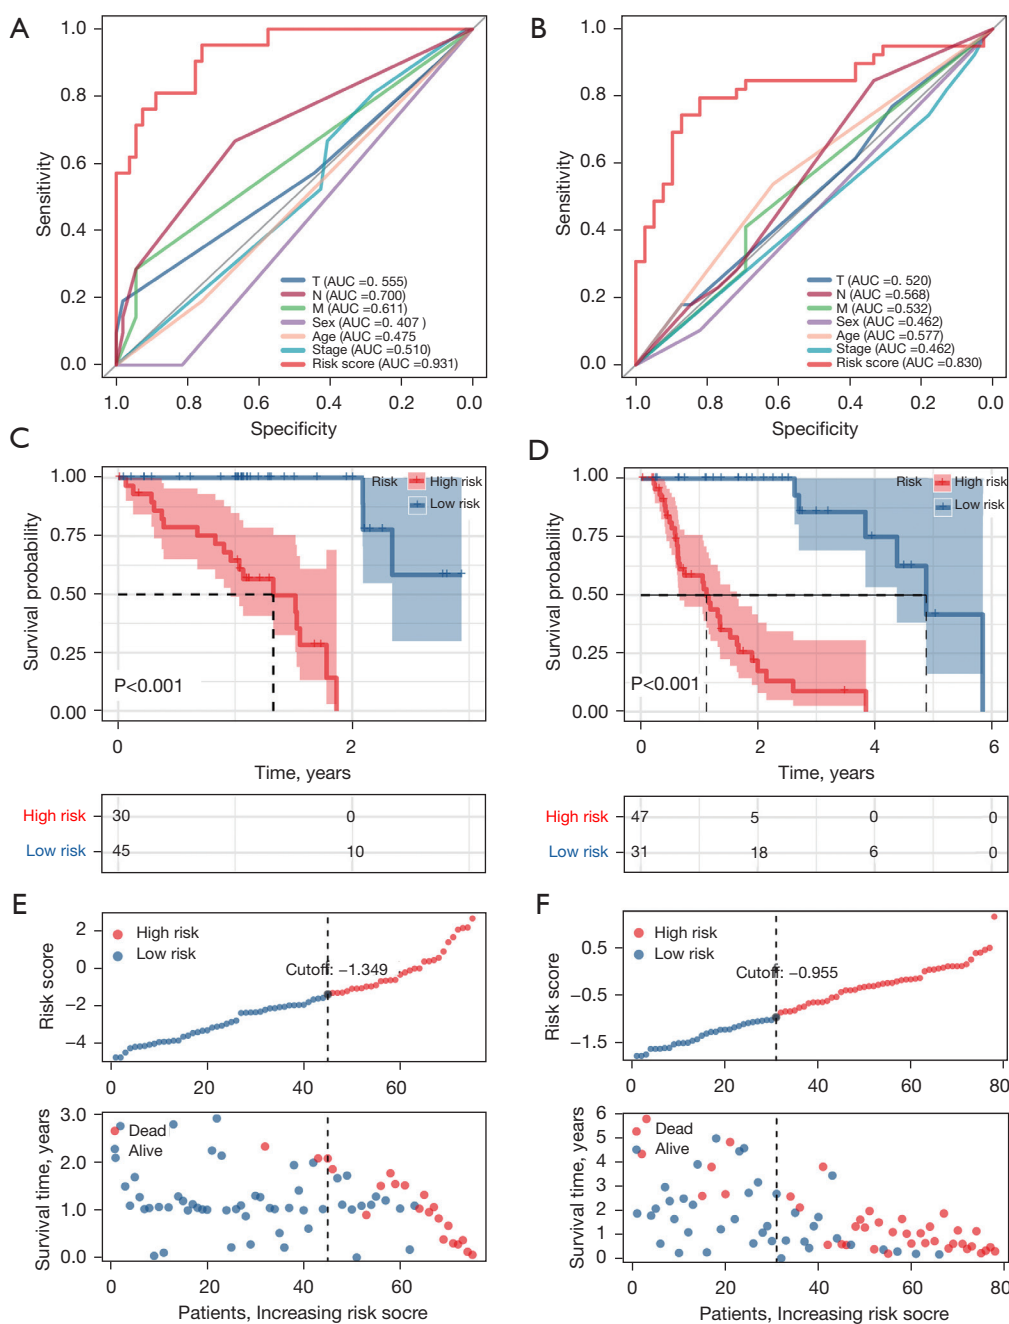 A
1.0
0.8
0.6
0.4
0.2
0.0
Sensitivity
T (AUC =0. 555)
N (AUC =0.700)
M (AUC =0.611)
Sex (AUC =0. 407 )
Age (AUC =0.475
Stage (AUC =0.510)
Risk score (AUC =0.931)
1.0 0.8 0.6 0.4 0.2 0.0
Specificity
B
1.0
0.8
0.6
0.4
0.2
0.0
Sensitivity
T (AUC =0. 520)
N (AUC =0.568)
M (AUC =0.532)
Sex (AUC =0.462)
Age (AUC =0.577)
Stage (AUC =0.462)
Risk score (AUC =0.830)
1.0 0.8 0.6 0.4 0.2 0.0
Specificity
C
1.00
0.75
0.50
0.25
0.00
Survival probability
Risk High risk
Low risk
P<0.001
0 2
Time, years
High risk 30 0
Low risk 45 10
D
1.00
0.75
0.50
0.25
0.00
Survival probability
Risk High risk
Low risk
P<0.001
0 2 4 6
Time, years
High risk 47 5 0 0
Low risk 31 18 6 0
E
2
0
−2
−4
Risk score
High risk
Low risk
Cutoff: −1.349
0 20 40 60
3.0
2.0
1.0
0.0
Survival time, years
Dead
Alive
0 20 40 60
Patients, Increasing risk socre
F
0.5
−0.5
−1.5
Risk score
High risk
Low risk
Cutoff: −0.955
0 20 40 60 80
6
5
4
3
2
1
0
Survival time, years
Dead
Alive
0 20 40 60 80
Patients, Increasing risk socre